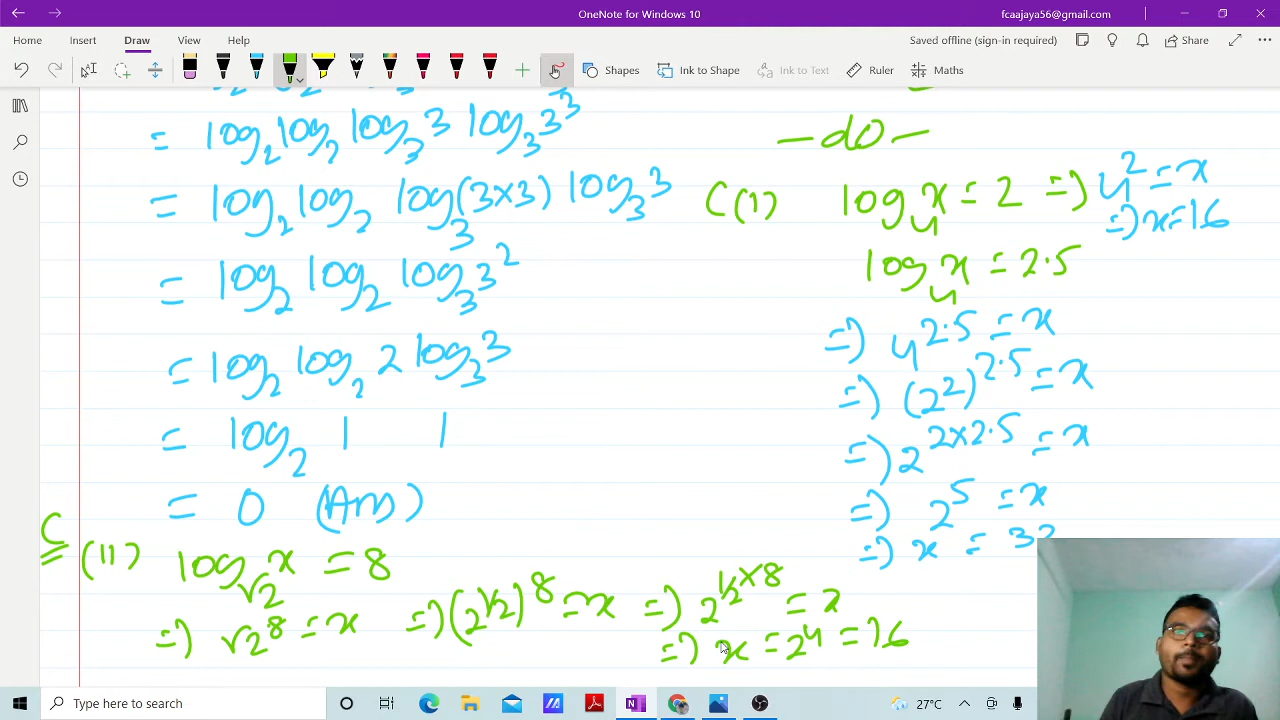 OneNote for Windows 10
fcaajaya56@gmail.com
Home Insert Draw View Help
Saved offline (sign-in required)
Share
Shapes
Ink to Shape
Ink to Text
Ruler
Maths
= log₂ log₂ log₃ 3 log₃ 3³
= log₂ log₂ log₃ (3×3) log₃ 3
= log₂ log₂ log₃ 3²
= log₂ log₂ 2 log₃ 3
= log₂ 1 1
= 0 (Ans)
C (II) log√2 x = 8
=) √2⁸ = x =) (2^1/2)^8 = x =) 2^1/2×8 = x
=) x = 2⁴ = 16
— do —
C (I) log₄ x = 2 =) 4² = x
=) x = 16
log₄ x = 2.5
=) 4^2.5 = x
=) (2²)^2.5 = x
=) 2^2×2.5 = x
=) 2⁵ = x
=) x = 32
Type here to search
27°C